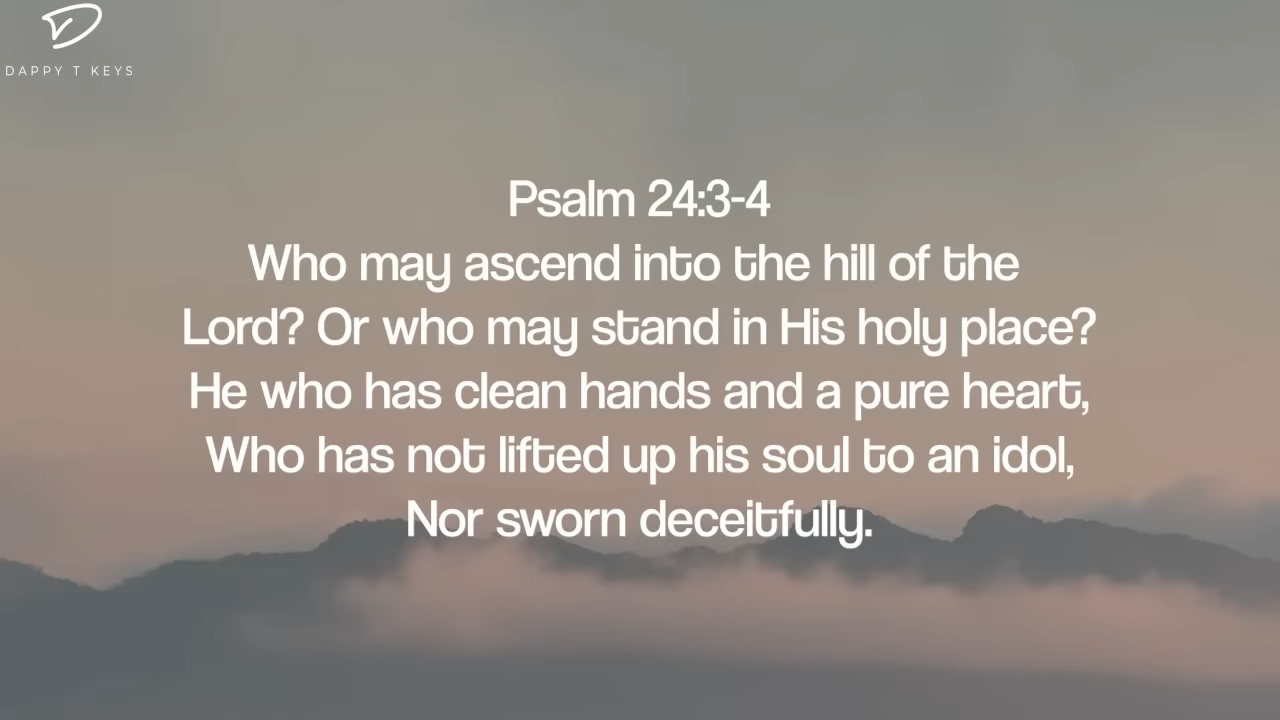 DAPPY T KEYS
Psalm 24:3-4
Who may ascend into the hill of the
Lord? Or who may stand in His holy place?
He who has clean hands and a pure heart,
Who has not lifted up his soul to an idol,
Nor sworn deceitfully.